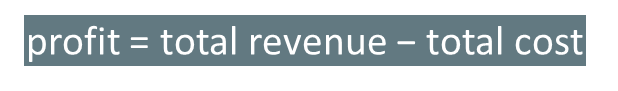 profit = total revenue − total cost